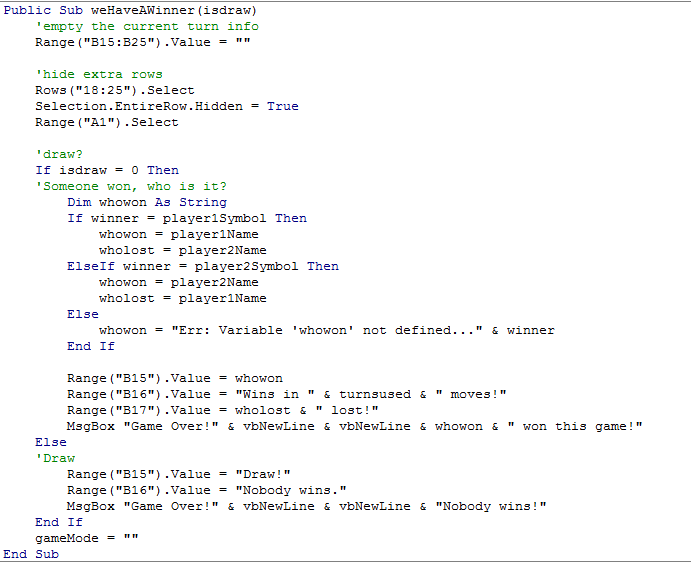 Public Sub weHaveAWinner(isdraw)
    'empty the current turn info
    Range("B15:B25").Value = ""

    'hide extra rows
    Rows("18:25").Select
    Selection.EntireRow.Hidden = True
    Range("A1").Select

    'draw?
    If isdraw = 0 Then
    'Someone won, who is it?
        Dim whowon As String
        If winner = player1Symbol Then
            whowon = player1Name
            wholost = player2Name
        ElseIf winner = player2Symbol Then
            whowon = player2Name
            wholost = player1Name
        Else
            whowon = "Err: Variable 'whowon' not defined..." & winner
        End If

        Range("B15").Value = whowon
        Range("B16").Value = "Wins in " & turnsused & " moves!"
        Range("B17").Value = wholost & " lost!"
        MsgBox "Game Over!" & vbNewLine & vbNewLine & whowon & " won this game!"
    Else
    'Draw
        Range("B15").Value = "Draw!"
        Range("B16").Value = "Nobody wins."
        MsgBox "Game Over!" & vbNewLine & vbNewLine & "Nobody wins!"
    End If
    gameMode = ""
End Sub